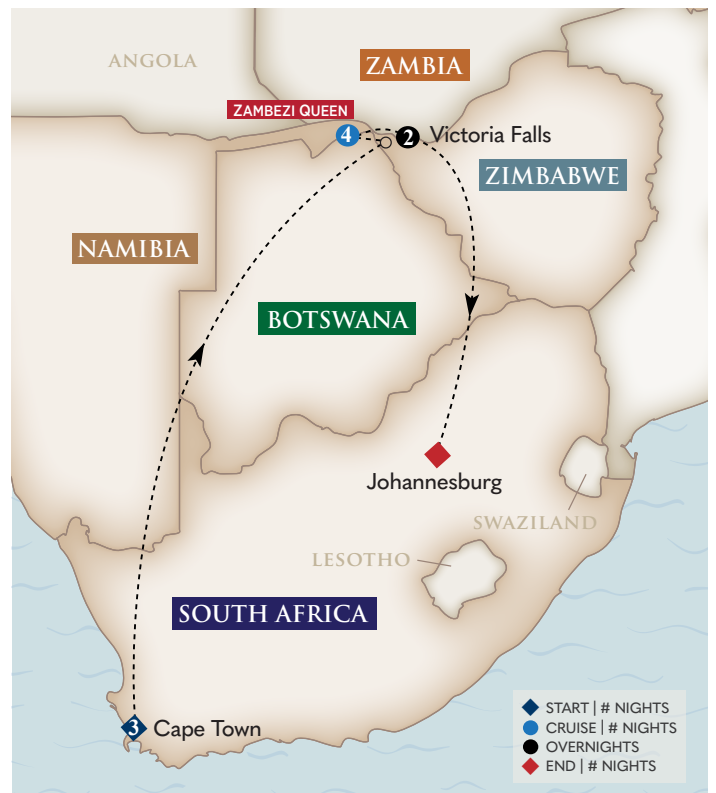 ANGOLA
ZAMBIA
ZAMBEZI QUEEN
4
2
Victoria Falls
ZIMBABWE
NAMIBIA
BOTSWANA
Johannesburg
SWAZILAND
LESOTHO
SOUTH AFRICA
3
Cape Town
START | # NIGHTS
CRUISE | # NIGHTS
OVERNIGHTS
END | # NIGHTS